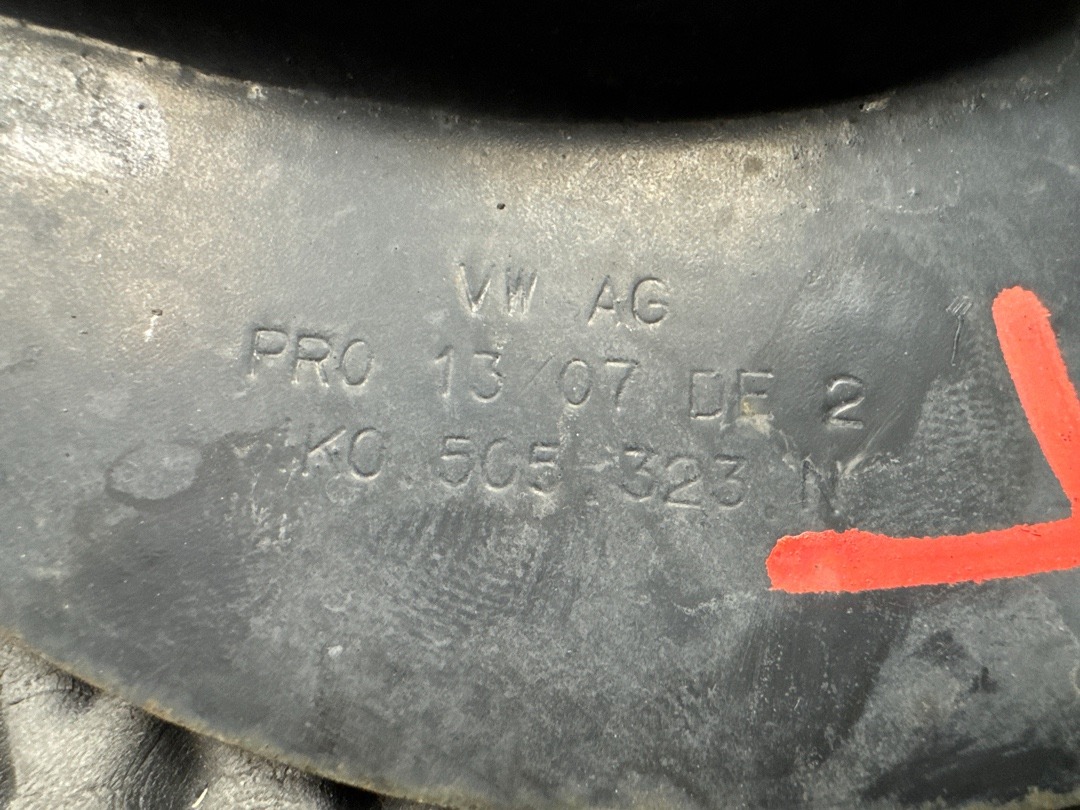 VW AG
PRO 13/07 DE 2
1K0.505.323.N